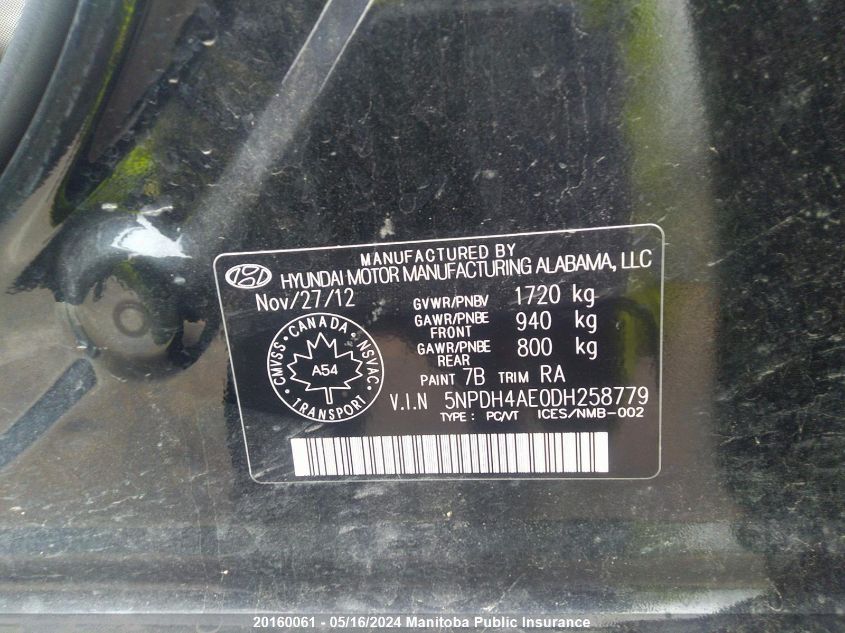 MANUFACTURED BY
HYUNDAI MOTOR MANUFACTURING ALABAMA, LLC
Nov/27/12
GVWR/PNBV 1720 kg
GAWR/PNBE FRONT 940 kg
GAWR/PNBE REAR 800 kg
CMVSS • CANADA • NSVAC • TRANSPORT •
A54
PAINT 7B TRIM RA
V.I.N 5NPDH4AE0DH258779
TYPE : PC/VT ICES/NMB-002
20160061 - 05/16/2024 Manitoba Public Insurance